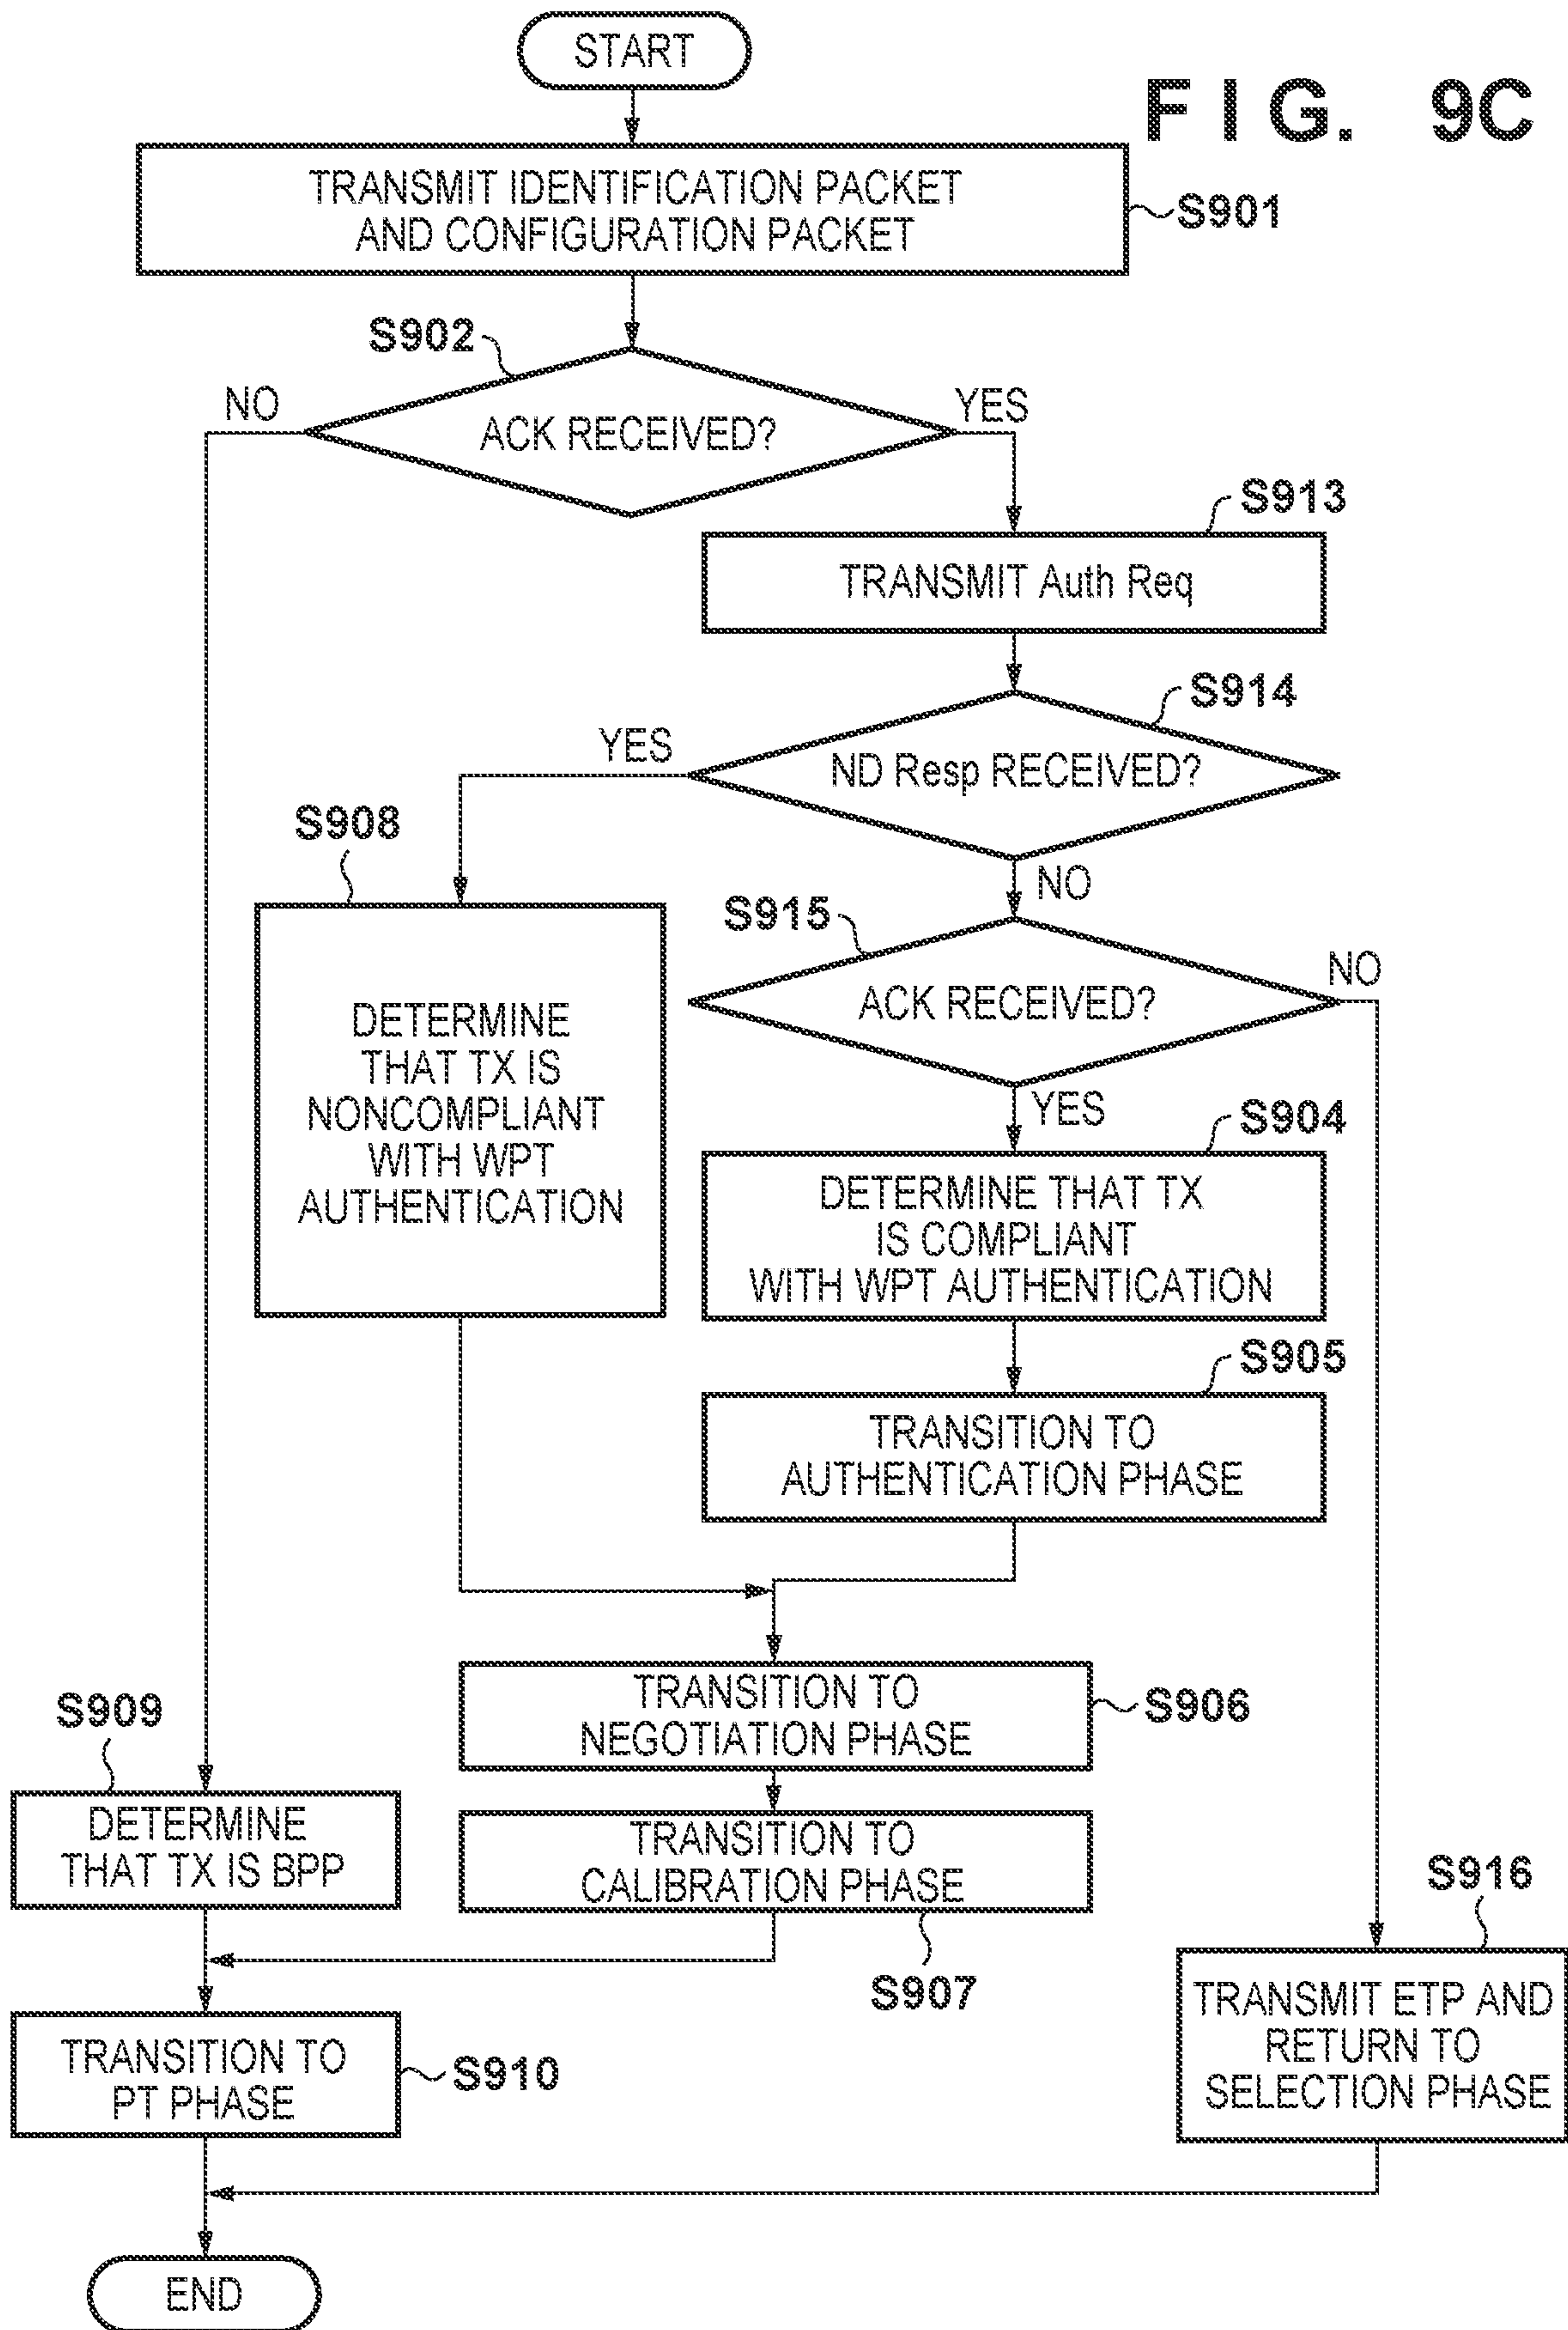 START
FIG. 9C
TRANSMIT IDENTIFICATION PACKET
AND CONFIGURATION PACKET
S901
S902
NO
ACK RECEIVED?
YES
S913
TRANSMIT Auth Req
S914
YES
ND Resp RECEIVED?
S908
NO
S915
NO
DETERMINE
THAT TX IS
NONCOMPLIANT
WITH WPT
AUTHENTICATION
ACK RECEIVED?
YES
S904
DETERMINE THAT TX
IS COMPLIANT
WITH WPT AUTHENTICATION
S905
TRANSITION TO
AUTHENTICATION PHASE
S909
TRANSITION TO
NEGOTIATION PHASE
S906
DETERMINE
THAT TX IS BPP
TRANSITION TO
CALIBRATION PHASE
S907
S916
TRANSITION TO
PT PHASE
S910
TRANSMIT ETP AND
RETURN TO
SELECTION PHASE
END